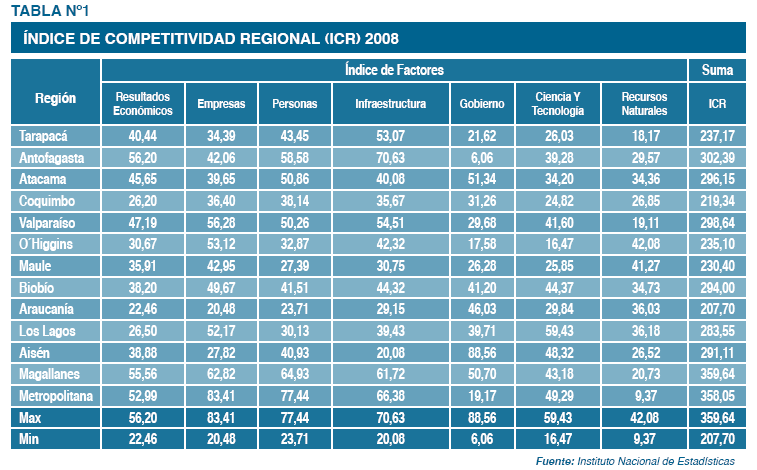 TABLA N°1
ÍNDICE DE COMPETITIVIDAD REGIONAL (ICR) 2008
Región Índice de Factores Suma
Resultados Económicos Empresas Personas Infraestructura Gobierno Ciencia Y Tecnología Recursos Naturales ICR
Tarapacá 40,44 34,39 43,45 53,07 21,62 26,03 18,17 237,17
Antofagasta 56,20 42,06 58,58 70,63 6,06 39,28 29,57 302,39
Atacama 45,65 39,65 50,86 40,08 51,34 34,20 34,36 296,15
Coquimbo 26,20 36,40 38,14 35,67 31,26 24,82 26,85 219,34
Valparaíso 47,19 56,28 50,26 54,51 29,68 41,60 19,11 298,64
O´Higgins 30,67 53,12 32,87 42,32 17,58 16,47 42,08 235,10
Maule 35,91 42,95 27,39 30,75 26,28 25,85 41,27 230,40
Biobío 38,20 49,67 41,51 44,32 41,20 44,37 34,73 294,00
Araucanía 22,46 20,48 23,71 29,15 46,03 29,84 36,03 207,70
Los Lagos 26,50 52,17 30,13 39,43 39,71 59,43 36,18 283,55
Aisén 38,88 27,82 40,93 20,08 88,56 48,32 26,52 291,11
Magallanes 55,56 62,82 64,93 61,72 50,70 43,18 20,73 359,64
Metropolitana 52,99 83,41 77,44 66,38 19,17 49,29 9,37 358,05
Max 56,20 83,41 77,44 70,63 88,56 59,43 42,08 359,64
Min 22,46 20,48 23,71 20,08 6,06 16,47 9,37 207,70
Fuente: Instituto Nacional de Estadísticas